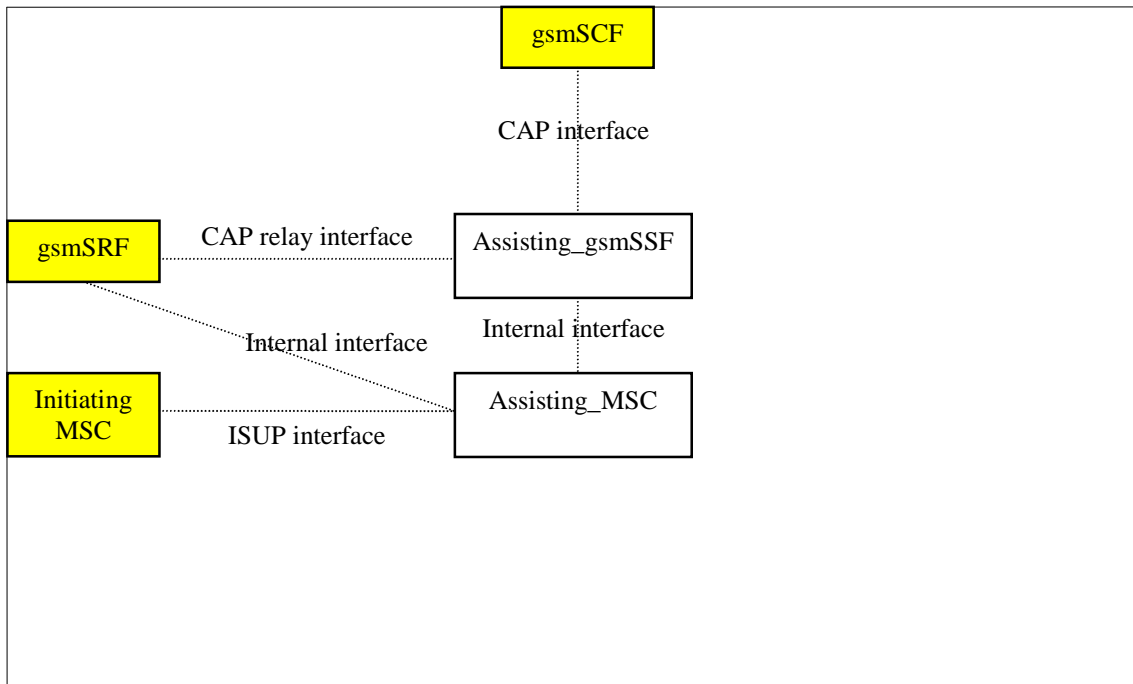 gsmSCF
CAP interface
gsmSRF
CAP relay interface
Assisting_gsmSSF
Internal interface
Internal interface
Initiating
MSC
ISUP interface
Assisting_MSC